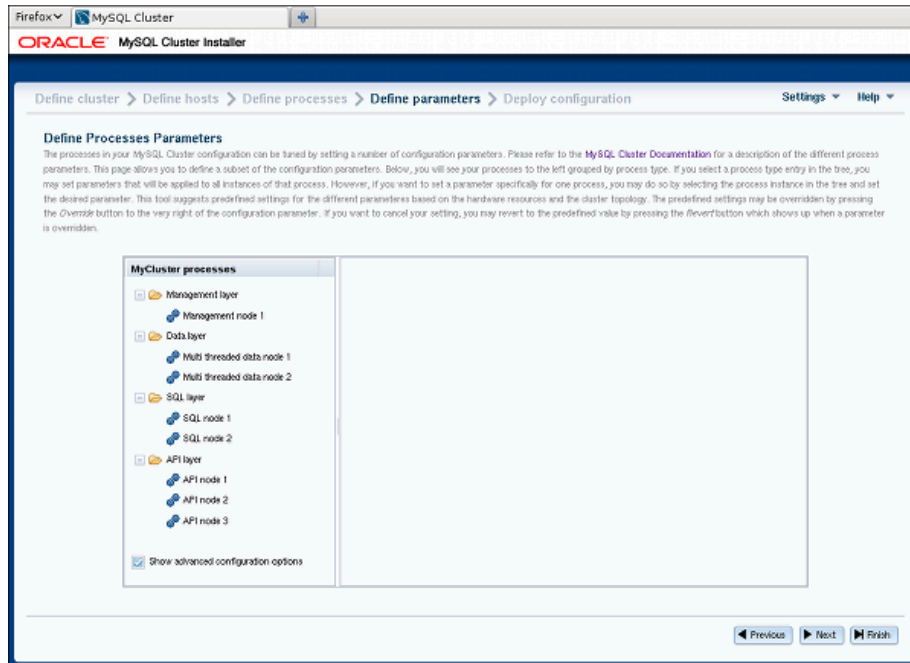 Firefox MySQL Cluster
ORACLE MySQL Cluster Installer
Define cluster Define hosts Define processes Define parameters Deploy configuration Settings Help
Define Processes Parameters
The processes in your MySQL Cluster configuration can be tuned by setting a number of configuration parameters. Please refer to the MySQL Cluster Documentation for a description of the different process
parameters. This page allows you to define a subset of the configuration parameters. Below, you will see your processes to the left grouped by process type. If you select a process type entry in the tree, you
may set parameters that will be applied to all instances of that process. However, if you want to set a parameter specifically for one process, you may do so by selecting the process instance in the tree and set
the desired parameter. This tool suggests predefined settings for the different parameteres based on the hardware resources and the cluster topology. The predefined settings may be overridden by pressing
the Override button to the very right of the configuration parameter. If you want to cancel your setting, you may revert to the predefined value by pressing the Revert button which shows up when a parameter
is overridden.
MyCluster processes
Management layer
Management node 1
Data layer
Multi threaded data node 1
Multi threaded data node 2
SQL layer
SQL node 1
SQL node 2
API layer
API node 1
API node 2
API node 3
Show advanced configuration options
Previous Next Finish